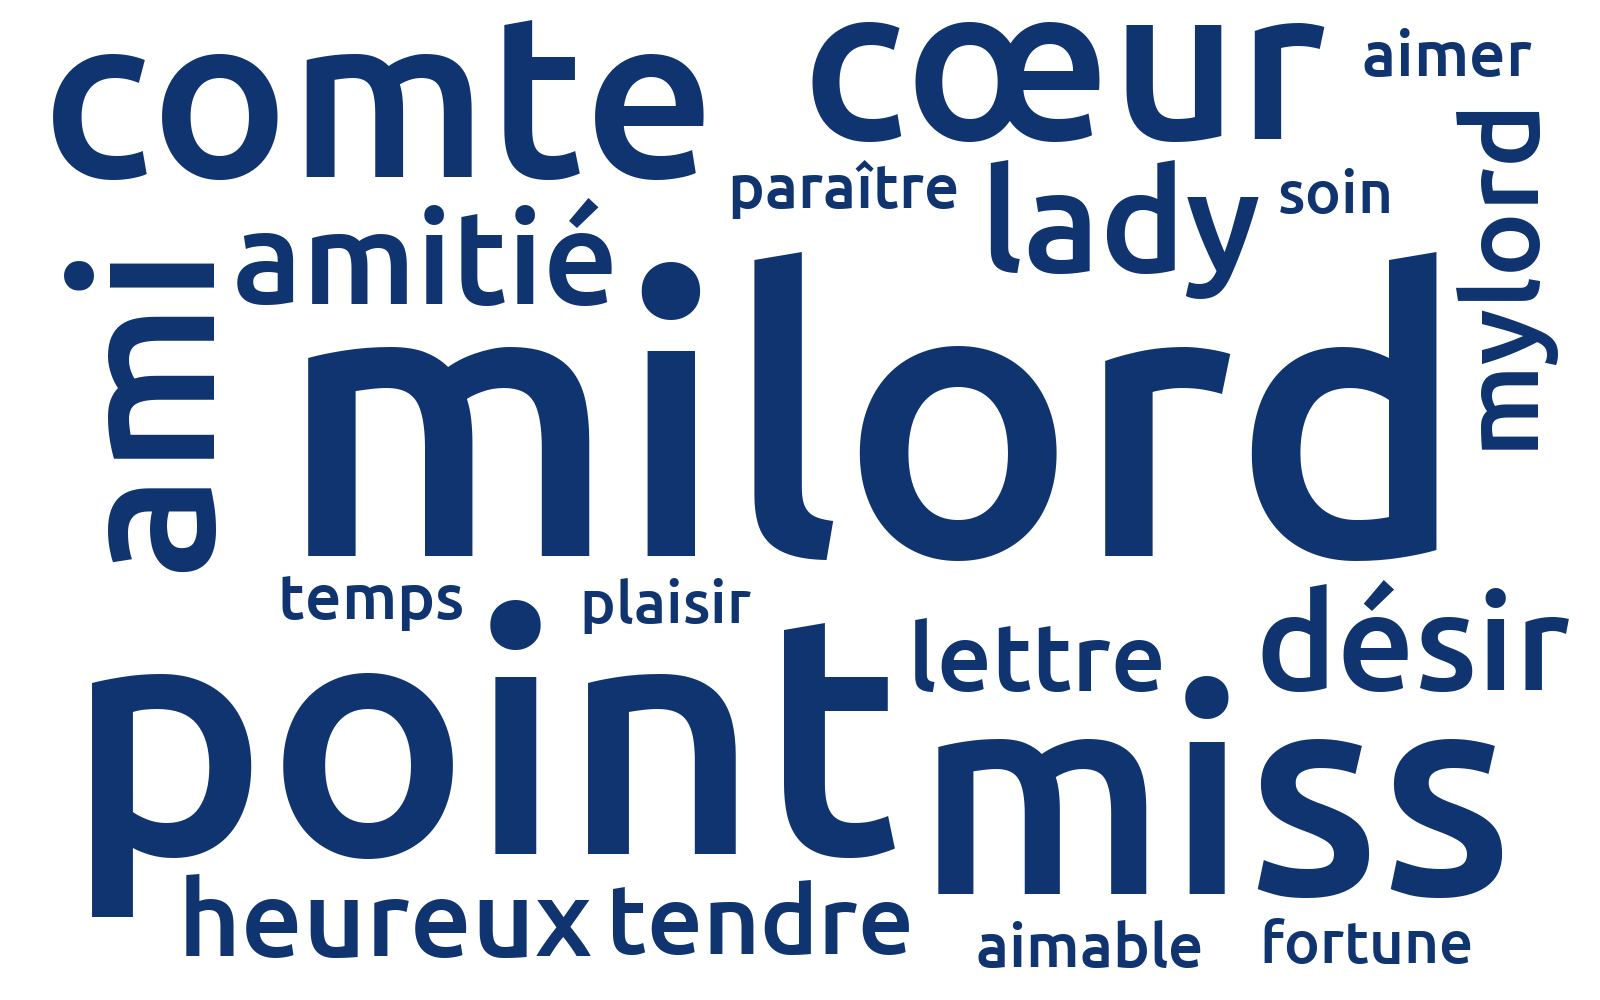 comte
cœur
aimer
paraître
lady
soin
mylord
amitié
ami
milord
temps
plaisir
point
lettre
désir
miss
heureux
tendre
aimable
fortune